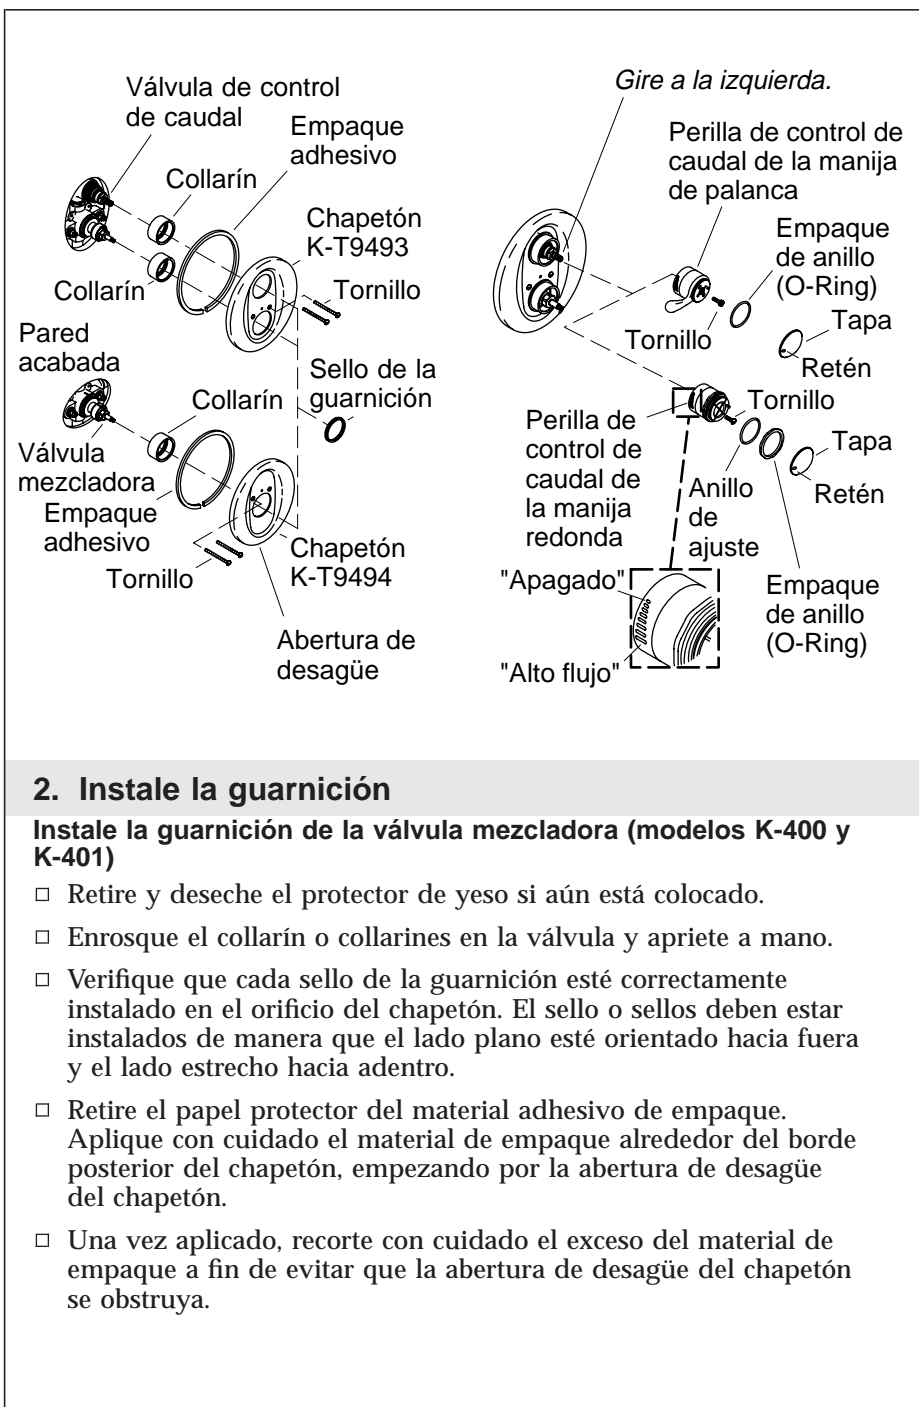 Válvula de control
de caudal
Empaque
adhesivo
Collarín
Chapetón
K-T9493
Collarín
Tornillo
Pared
acabada
Sello de la
guarnición
Collarín
Válvula
mezcladora
Empaque
adhesivo
Tornillo
Chapetón
K-T9494
Abertura de
desagüe
Gire a la izquierda.
Perilla de control de
caudal de la manija
de palanca
Empaque
de anillo
(O-Ring)
Tornillo
Tapa
Retén
Tornillo
Perilla de
control de
caudal de
la manija
redonda
Tapa
Retén
Anillo
de
ajuste
"Apagado"
Empaque
de anillo
(O-Ring)
"Alto flujo"
2. Instale la guarnición
Instale la guarnición de la válvula mezcladora (modelos K-400 y
K-401)
□ Retire y deseche el protector de yeso si aún está colocado.
□ Enrosque el collarín o collarines en la válvula y apriete a mano.
□ Verifique que cada sello de la guarnición esté correctamente
instalado en el orificio del chapetón. El sello o sellos deben estar
instalados de manera que el lado plano esté orientado hacia fuera
y el lado estrecho hacia adentro.
□ Retire el papel protector del material adhesivo de empaque.
Aplique con cuidado el material de empaque alrededor del borde
posterior del chapetón, empezando por la abertura de desagüe
del chapetón.
□ Una vez aplicado, recorte con cuidado el exceso del material de
empaque a fin de evitar que la abertura de desagüe del chapetón
se obstruya.